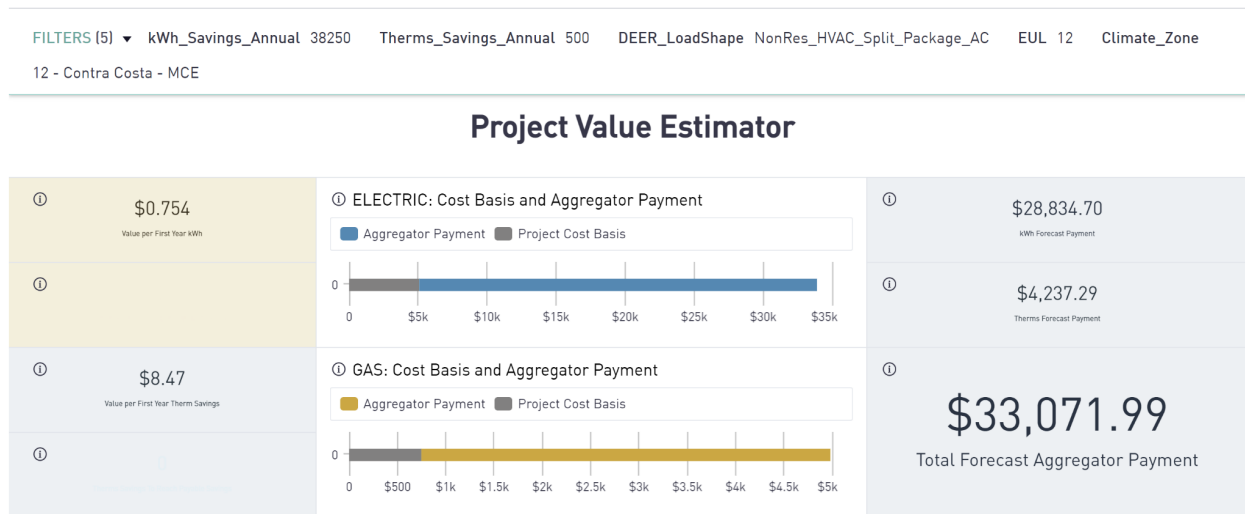 FILTERS (5) kWh_Savings_Annual 38250 Therms_Savings_Annual 500 DEER_LoadShape NonRes_HVAC_Split_Package_AC EUL 12 Climate_Zone
12 - Contra Costa - MCE
Project Value Estimator
$0.754
Value per First Year kWh
ELECTRIC: Cost Basis and Aggregator Payment
Aggregator Payment Project Cost Basis
0
0 $5k $10k $15k $20k $25k $30k $35k
$28,834.70
kWh Forecast Payment
$4,237.29
Therms Forecast Payment
$8.47
Value per First Year Therm Savings
GAS: Cost Basis and Aggregator Payment
Aggregator Payment Project Cost Basis
0
0 $500 $1k $1.5k $2k $2.5k $3k $3.5k $4k $4.5k $5k
$33,071.99
Total Forecast Aggregator Payment